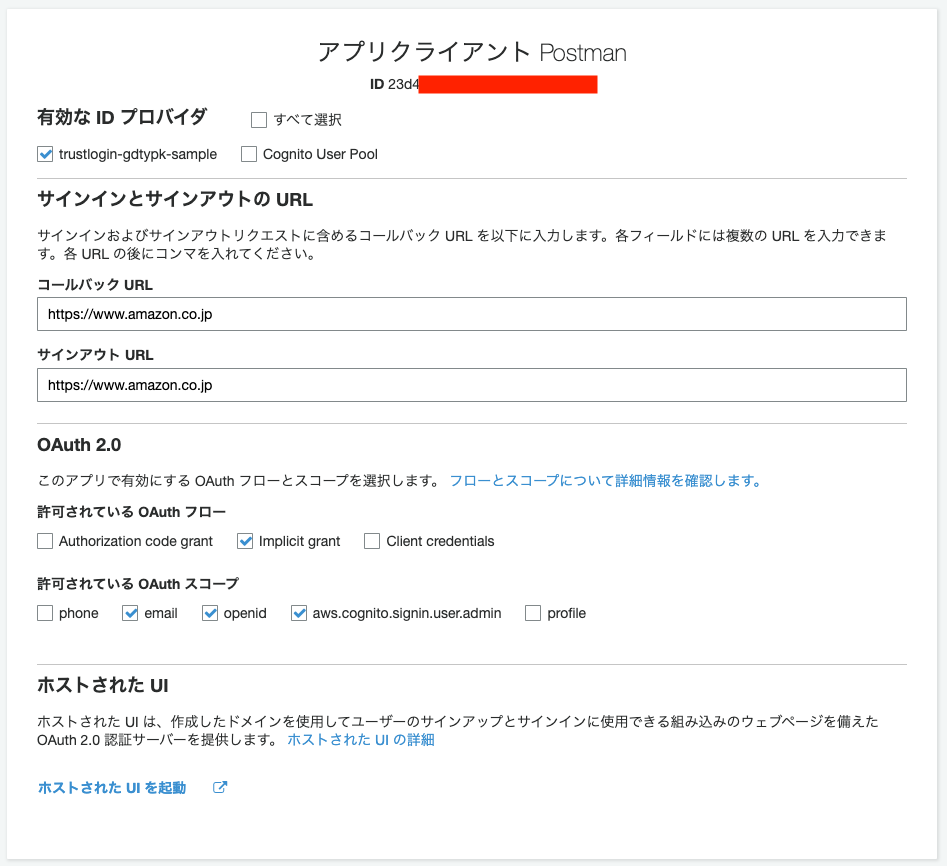 アプリクライアント Postman
ID 23d4
有効な ID プロバイダ すべて選択
trustlogin-gdtypk-sample Cognito User Pool
サインインとサインアウトの URL
サインインおよびサインアウトリクエストに含めるコールバック URL を以下に入力します。各フィールドには複数の URL を入力できま
す。各 URL の後にコンマを入れてください。
コールバック URL
https://www.amazon.co.jp
サインアウト URL
https://www.amazon.co.jp
OAuth 2.0
このアプリで有効にする OAuth フローとスコープを選択します。 フローとスコープについて詳細情報を確認します。
許可されている OAuth フロー
Authorization code grant Implicit grant Client credentials
許可されている OAuth スコープ
phone email openid aws.cognito.signin.user.admin profile
ホストされた UI
ホストされた UI は、作成したドメインを使用してユーザーのサインアップとサインインに使用できる組み込みのウェブページを備えた
OAuth 2.0 認証サーバーを提供します。 ホストされた UI の詳細
ホストされた UI を起動